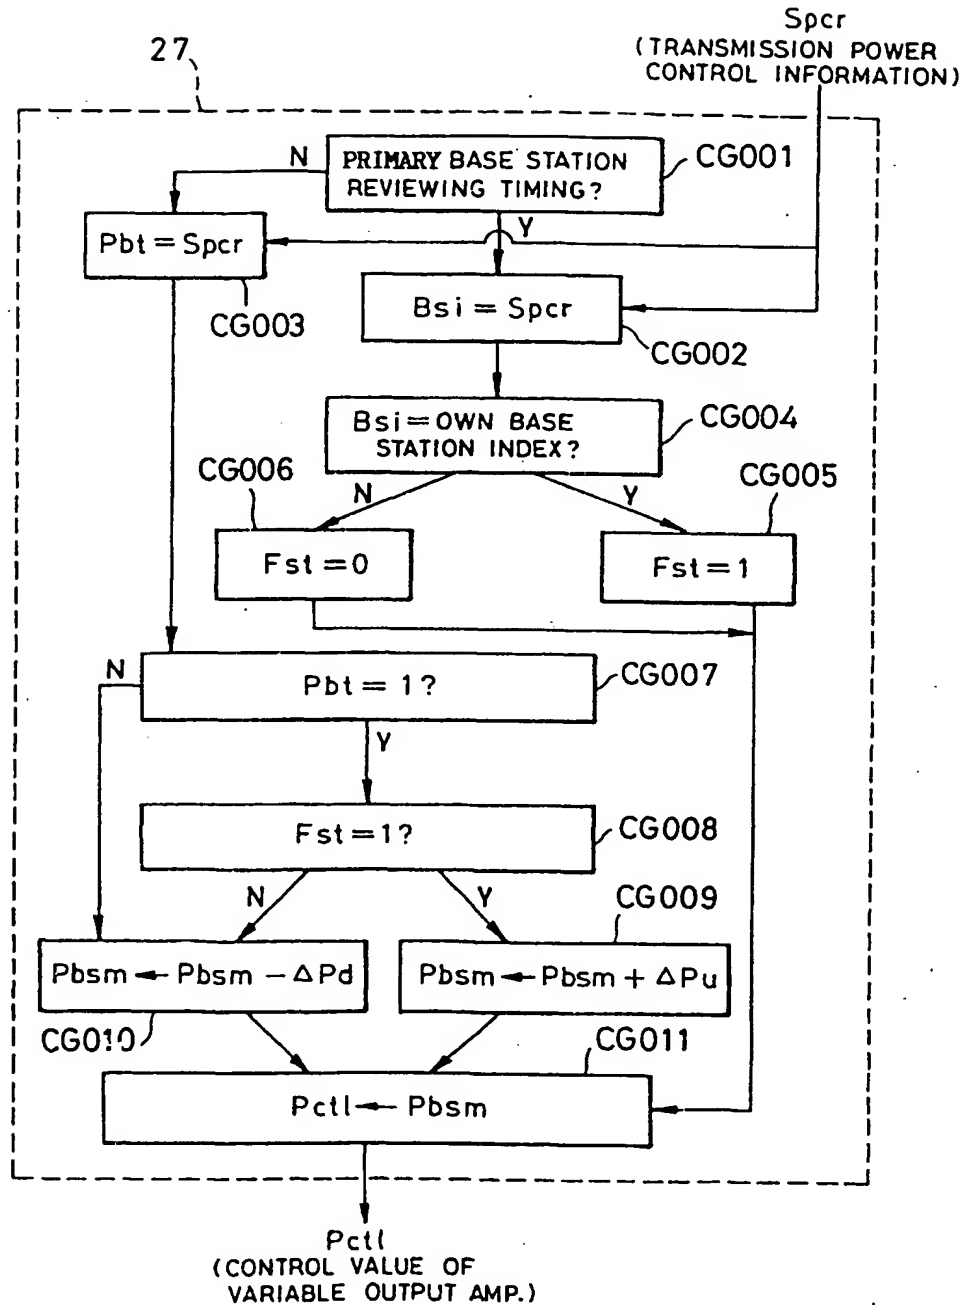 Spcr
(TRANSMISSION POWER
CONTROL INFORMATION)
27
N
PRIMARY BASE STATION
REVIEWING TIMING?
CG001
Y
Pbt = Spcr
CG003
Bsi = Spcr
CG002
Bsi = OWN BASE
STATION INDEX?
CG004
CG006
N
Y
CG005
Fst = 0
Fst = 1
N
Pbt = 1?
CG007
Y
Fst = 1?
CG008
N
Y
CG009
Pbsm ← Pbsm − ΔPd
Pbsm ← Pbsm + ΔPu
CG010
CG011
Pctl ← Pbsm
Pctl
(CONTROL VALUE OF
VARIABLE OUTPUT AMP.)